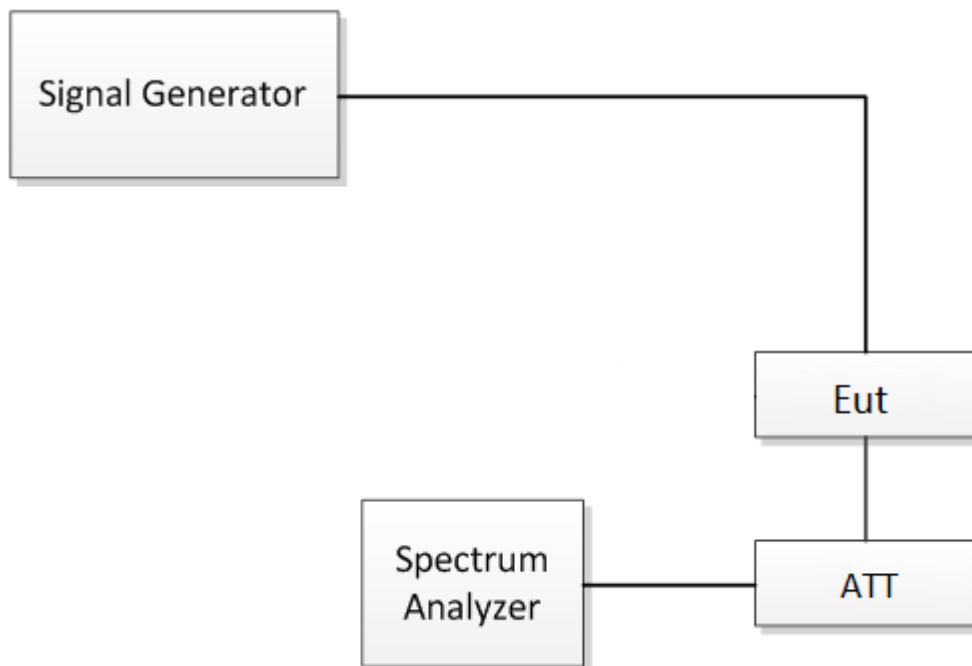 Signal Generator
Eut
Spectrum
Analyzer
ATT